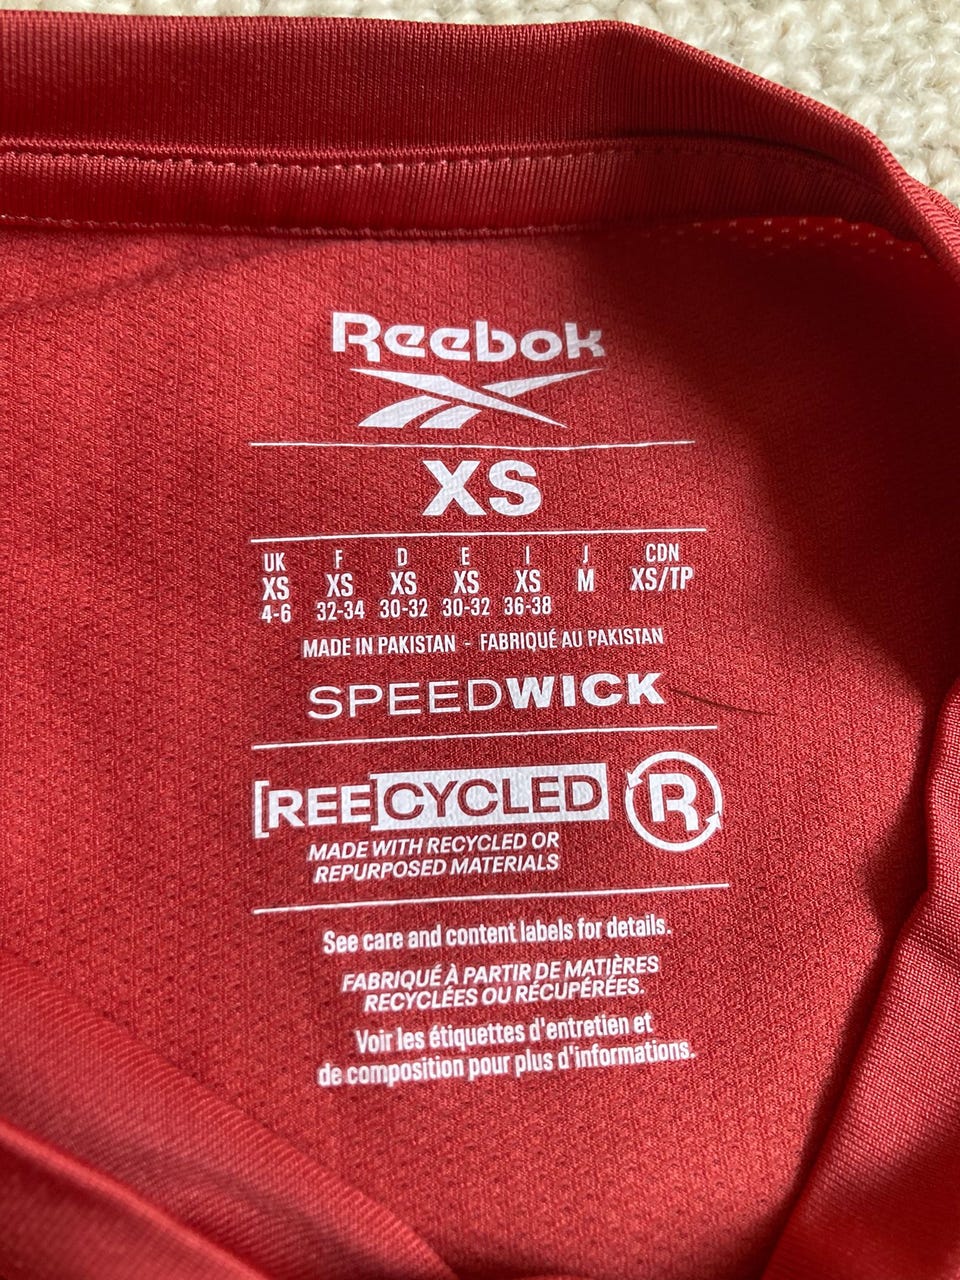 Reebok
XS
UK F D E I J CDN
XS XS XS XS XS M XS/TP
4-6 32-34 30-32 30-32 36-38
MADE IN PAKISTAN - FABRIQUÉ AU PAKISTAN
SPEEDWICK
[REECYCLED R
MADE WITH RECYCLED OR
REPURPOSED MATERIALS
See care and content labels for details.
FABRIQUÉ À PARTIR DE MATIÈRES
RECYCLÉES OU RÉCUPÉRÉES.
Voir les étiquettes d'entretien et
de composition pour plus d'informations.